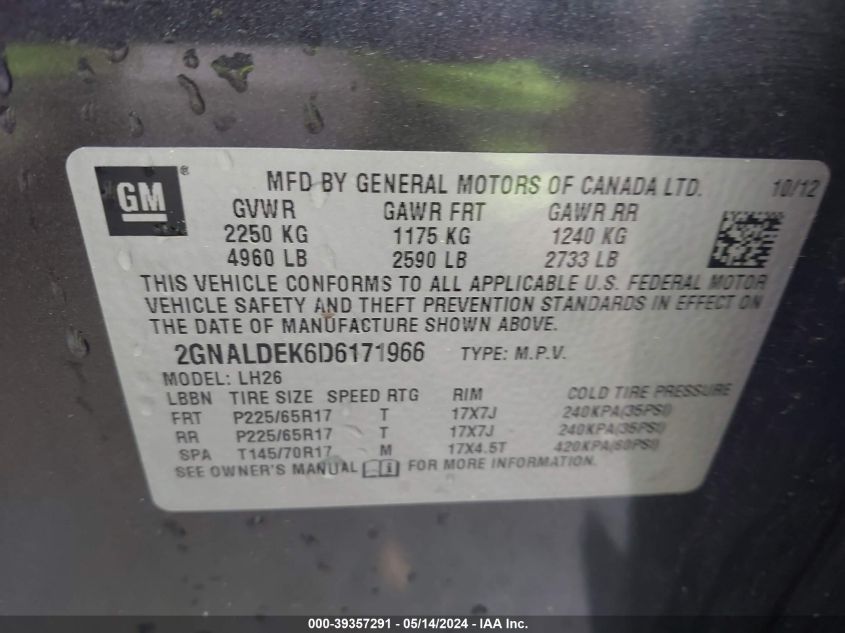 GM ® MFD BY GENERAL MOTORS OF CANADA LTD. 10/12
GVWR GAWR FRT GAWR RR
2250 KG 1175 KG 1240 KG
4960 LB 2590 LB 2733 LB
THIS VEHICLE CONFORMS TO ALL APPLICABLE U.S. FEDERAL MOTOR
VEHICLE SAFETY AND THEFT PREVENTION STANDARDS IN EFFECT ON
THE DATE OF MANUFACTURE SHOWN ABOVE.
2GNALDEK6D6171966 TYPE: M.P.V.
MODEL: LH26
LBBN TIRE SIZE SPEED RTG RIM COLD TIRE PRESSURE
FRT P225/65R17 T 17X7J 240KPA(35PSI)
RR P225/65R17 T 17X7J 240KPA(35PSI)
SPA T145/70R17 M 17X4.5T 420KPA(60PSI)
SEE OWNER'S MANUAL FOR MORE INFORMATION.
000-39357291 - 05/14/2024 - IAA Inc.